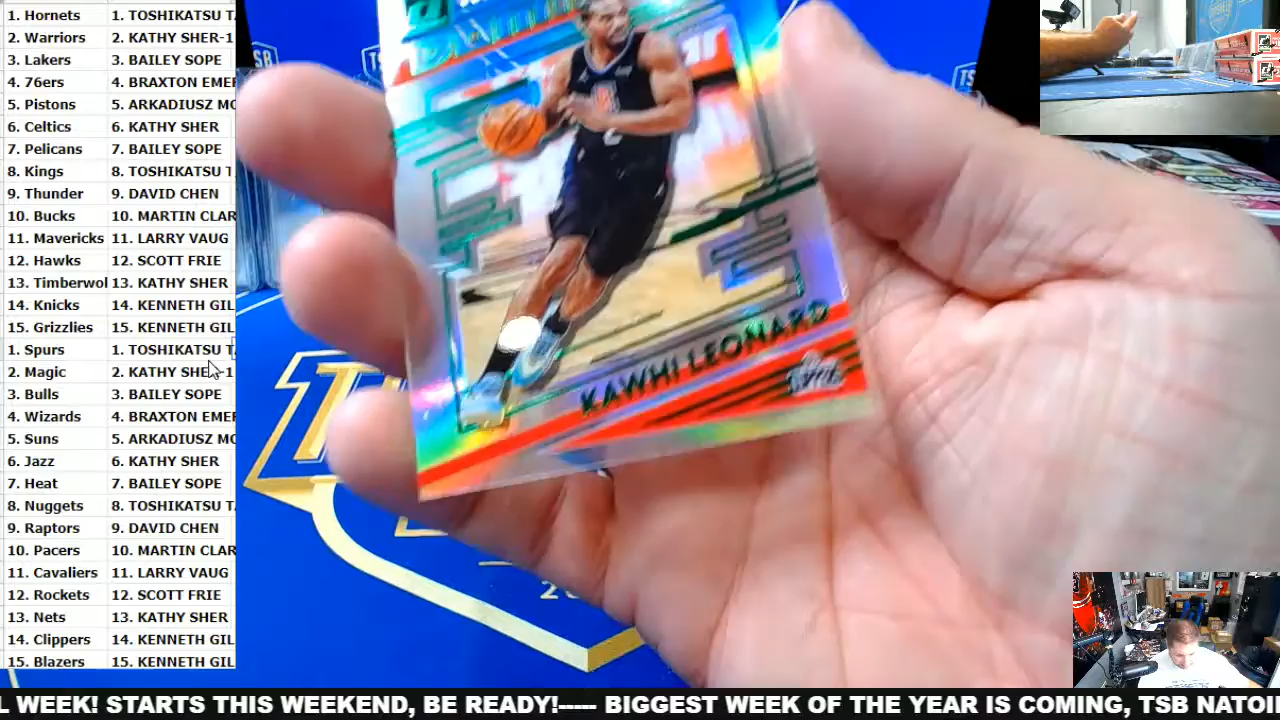 1. Hornets 1. TOSHIKATSU T
2. Warriors 2. KATHY SHER-1
3. Lakers 3. BAILEY SOPE
4. 76ers 4. BRAXTON EMER
5. Pistons 5. ARKADIUSZ MO
6. Celtics 6. KATHY SHER
7. Pelicans 7. BAILEY SOPE
8. Kings 8. TOSHIKATSU T
9. Thunder 9. DAVID CHEN
10. Bucks 10. MARTIN CLAR
11. Mavericks 11. LARRY VAUG
12. Hawks 12. SCOTT FRIE
13. Timberwol 13. KATHY SHER
14. Knicks 14. KENNETH GIL
15. Grizzlies 15. KENNETH GIL
1. Spurs 1. TOSHIKATSU T
2. Magic 2. KATHY SHER-1
3. Bulls 3. BAILEY SOPE
4. Wizards 4. BRAXTON EMER
5. Suns 5. ARKADIUSZ MO
6. Jazz 6. KATHY SHER
7. Heat 7. BAILEY SOPE
8. Nuggets 8. TOSHIKATSU T
9. Raptors 9. DAVID CHEN
10. Pacers 10. MARTIN CLAR
11. Cavaliers 11. LARRY VAUG
12. Rockets 12. SCOTT FRIE
13. Nets 13. KATHY SHER
14. Clippers 14. KENNETH GIL
15. Blazers 15. KENNETH GIL
KAWHI LEONARD
SB
TS
L WEEK! STARTS THIS WEEKEND, BE READY!----- BIGGEST WEEK OF THE YEAR IS COMING, TSB NATOI